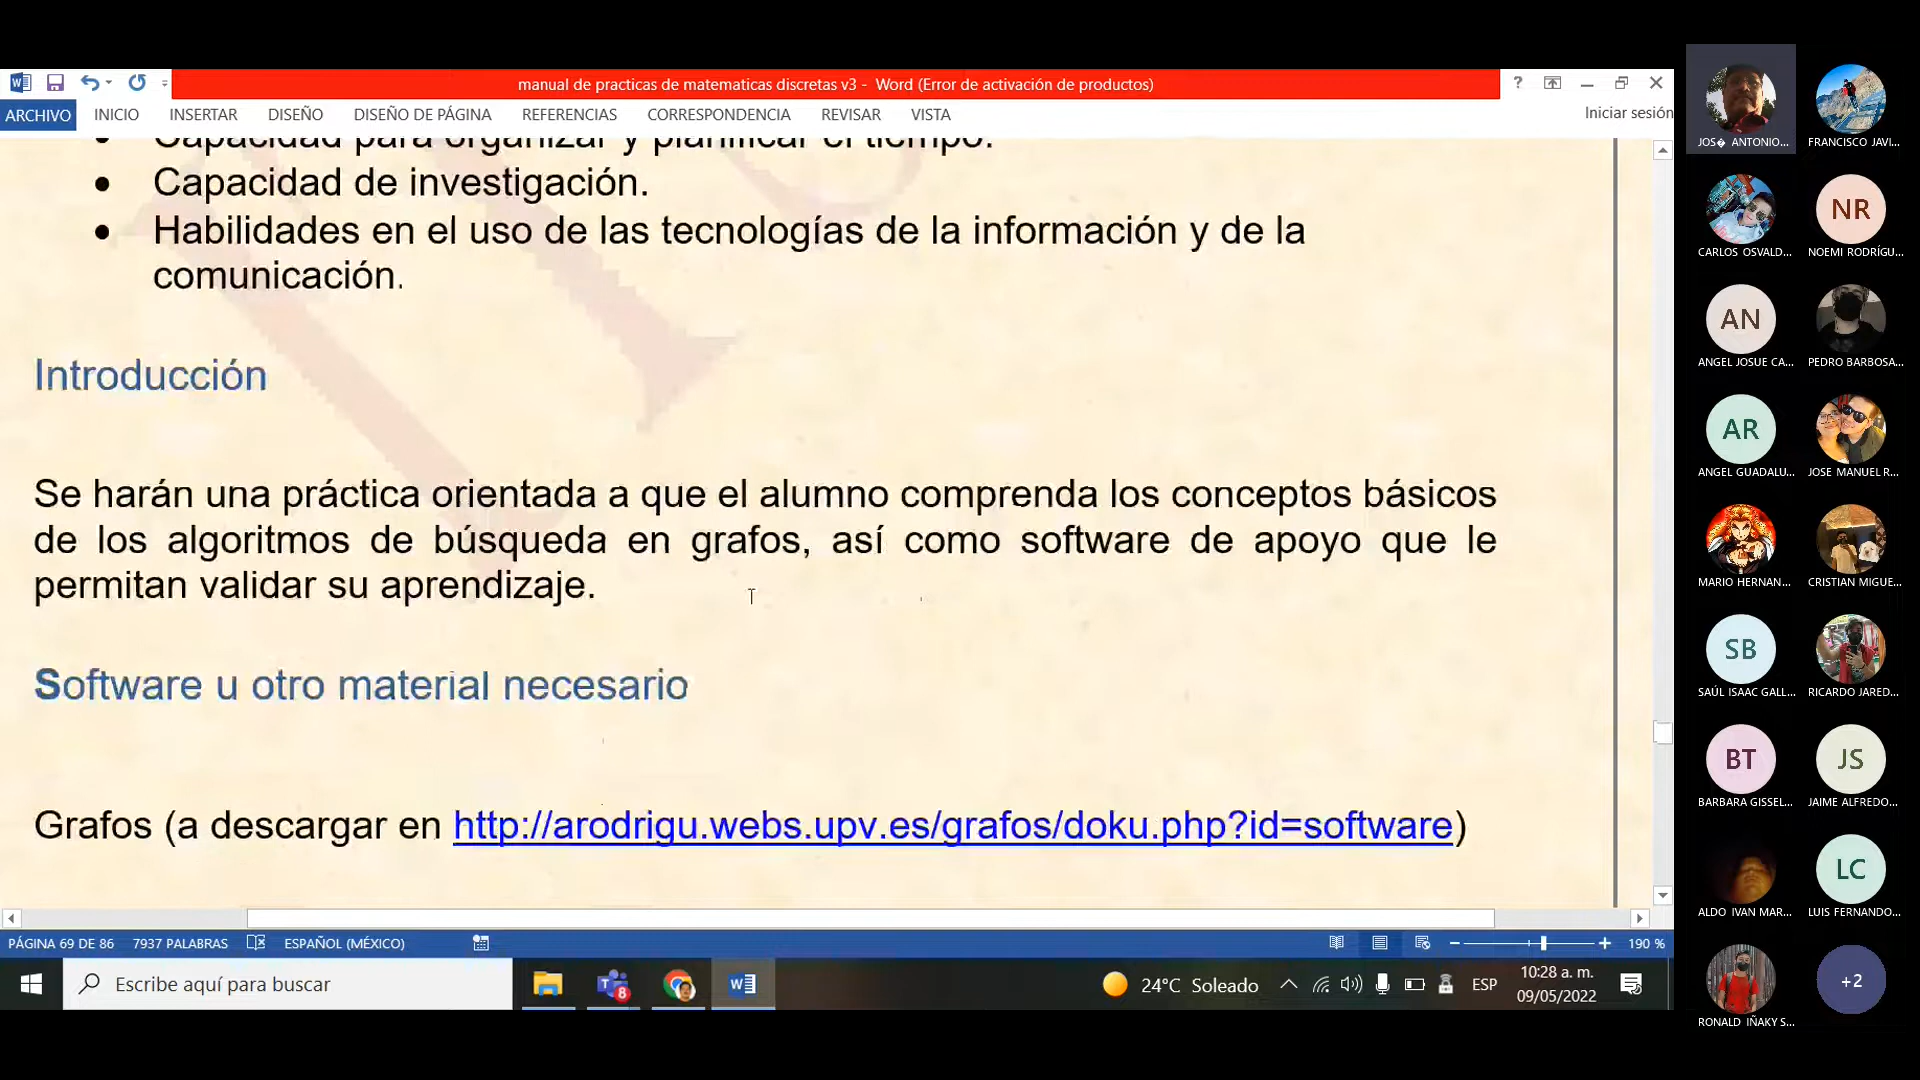 manual de practicas de matematicas discretas v3 - Word (Error de activación de productos)
ARCHIVO INICIO INSERTAR DISEÑO DISEÑO DE PÁGINA REFERENCIAS CORRESPONDENCIA REVISAR VISTA Iniciar sesión
Capacidad para organizar y planificar el tiempo.
Capacidad de investigación.
Habilidades en el uso de las tecnologías de la información y de la
comunicación.
Introducción
Se harán una práctica orientada a que el alumno comprenda los conceptos básicos
de los algoritmos de búsqueda en grafos, así como software de apoyo que le
permitan validar su aprendizaje.
Software u otro material necesario
Grafos (a descargar en http://arodrigu.webs.upv.es/grafos/doku.php?id=software)
PÁGINA 69 DE 86 7937 PALABRAS ESPAÑOL (MÉXICO) 190 %
Escribe aquí para buscar
8
24°C Soleado
ESP
10:28 a. m.
09/05/2022
JOS� ANTONIO... FRANCISCO JAVI...
CARLOS OSVALD...
NR
NOEMI RODRÍGU...
AN
ANGEL JOSUE CA... PEDRO BARBOSA...
AR
ANGEL GUADALU... JOSE MANUEL R...
MARIO HERNAN... CRISTIAN MIGUE...
SB
SAÚL ISAAC GALL... RICARDO JARED...
BT JS
BARBARA GISSEL... JAIME ALFREDO...
LC
ALDO IVAN MAR... LUIS FERNANDO...
+2
RONALD IÑAKY S...